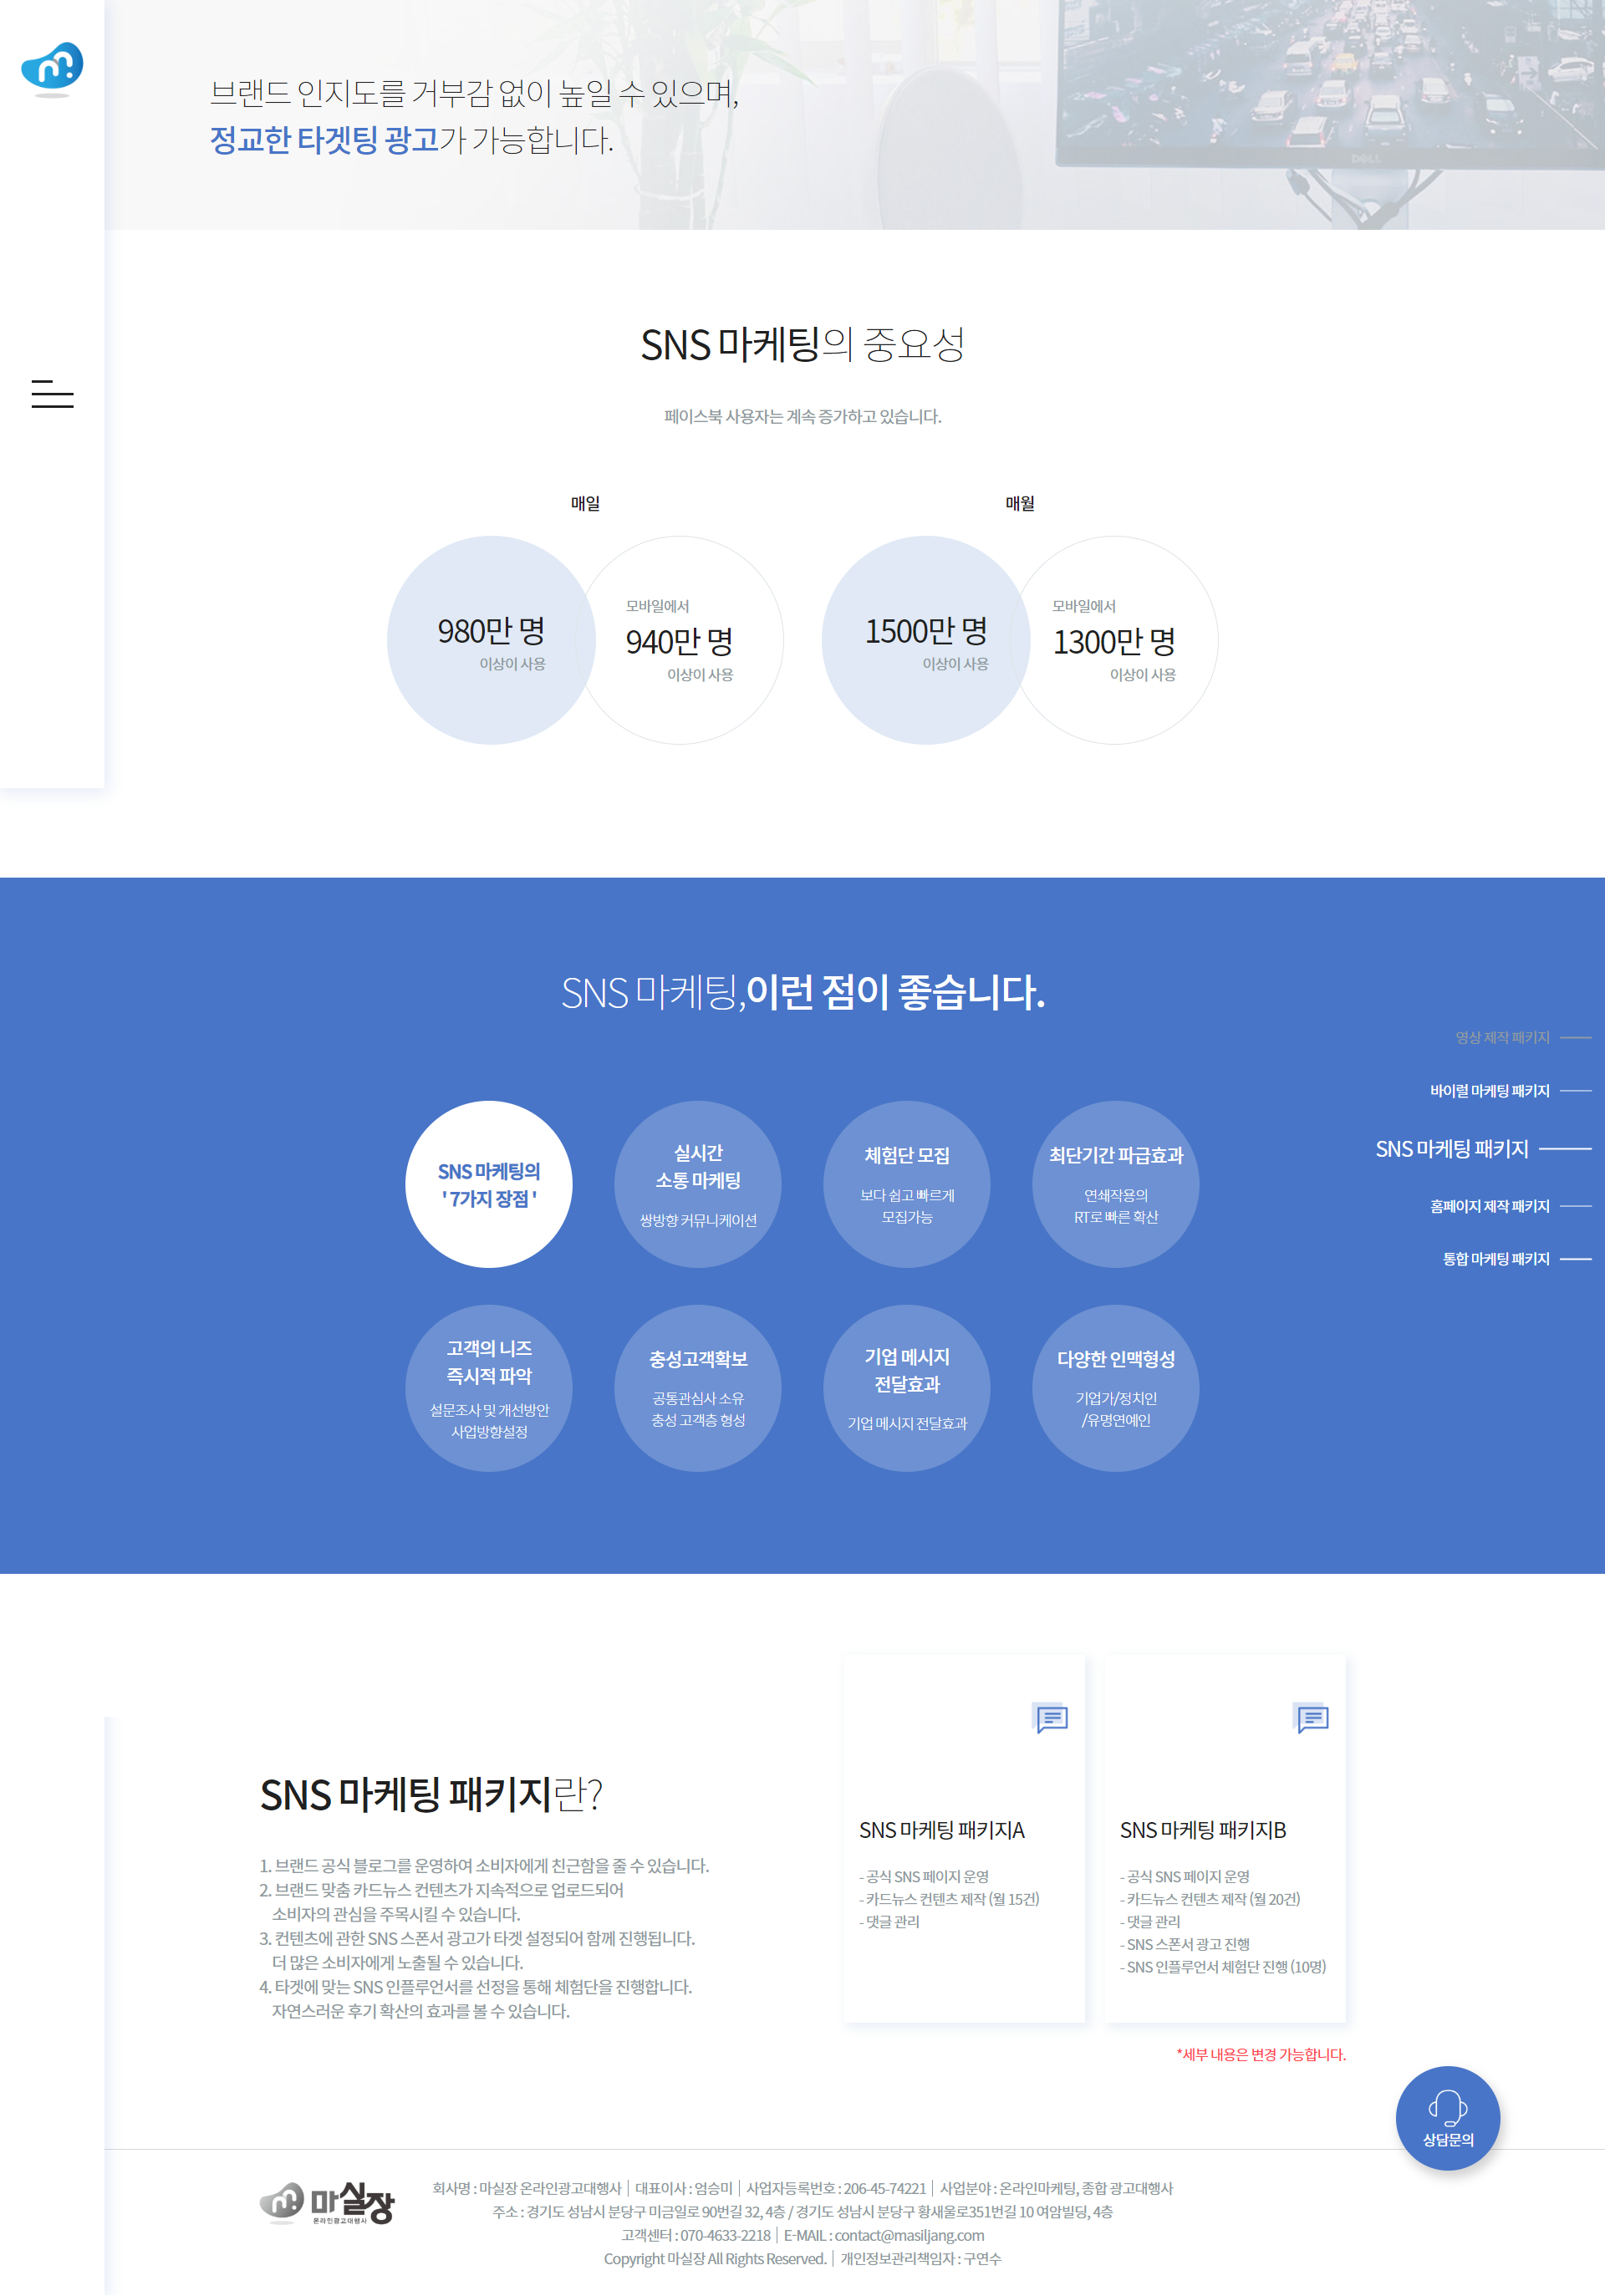 브랜드 인지도를 거부감 없이 높일 수 있으며,
정교한 타겟팅 광고가 가능합니다.
DELL
SNS 마케팅의 중요성
페이스북 사용자는 계속 증가하고 있습니다.
매일
980만 명
이상이 사용
모바일에서
940만 명
이상이 사용
매월
1500만 명
이상이 사용
모바일에서
1300만 명
이상이 사용
SNS 마케팅,이런 점이 좋습니다.
영상 제작 패키지
바이럴 마케팅 패키지
SNS 마케팅 패키지
홈페이지 제작 패키지
통합 마케팅 패키지
SNS 마케팅의
' 7가지 장점 '
실시간
소통 마케팅
쌍방향 커뮤니케이션
체험단 모집
보다 쉽고 빠르게
모집가능
최단기간 파급효과
연쇄작용의
RT로 빠른 확산
고객의 니즈
즉시적 파악
설문조사 및 개선방안
사업방향설정
충성고객확보
공통관심사 소유
충성 고객층 형성
기업 메시지
전달효과
기업 메시지 전달효과
다양한 인맥형성
기업가/정치인
/유명연예인
SNS 마케팅 패키지란?
1. 브랜드 공식 블로그를 운영하여 소비자에게 친근함을 줄 수 있습니다.
2. 브랜드 맞춤 카드뉴스 컨텐츠가 지속적으로 업로드되어
소비자의 관심을 주목시킬 수 있습니다.
3. 컨텐츠에 관한 SNS 스폰서 광고가 타겟 설정되어 함께 진행됩니다.
더 많은 소비자에게 노출될 수 있습니다.
4. 타겟에 맞는 SNS 인플루언서를 선정을 통해 체험단을 진행합니다.
자연스러운 후기 확산의 효과를 볼 수 있습니다.
SNS 마케팅 패키지A
- 공식 SNS 페이지 운영
- 카드뉴스 컨텐츠 제작 (월 15건)
- 댓글 관리
SNS 마케팅 패키지B
- 공식 SNS 페이지 운영
- 카드뉴스 컨텐츠 제작 (월 20건)
- 댓글 관리
- SNS 스폰서 광고 진행
- SNS 인플루언서 체험단 진행 (10명)
*세부 내용은 변경 가능합니다.
상담문의
마실장
온라인광고대행사
회사명 : 마실장 온라인광고대행사│대표이사 : 엄승미│사업자등록번호 : 206-45-74221│사업분야 : 온라인마케팅, 종합 광고대행사
주소 : 경기도 성남시 분당구 미금일로 90번길 32, 4층 / 경기도 성남시 분당구 황새울로351번길 10 여암빌딩, 4층
고객센터 : 070-4633-2218│E-MAIL : contact@masiljang.com
Copyright 마실장 All Rights Reserved.│개인정보관리책임자 : 구연수